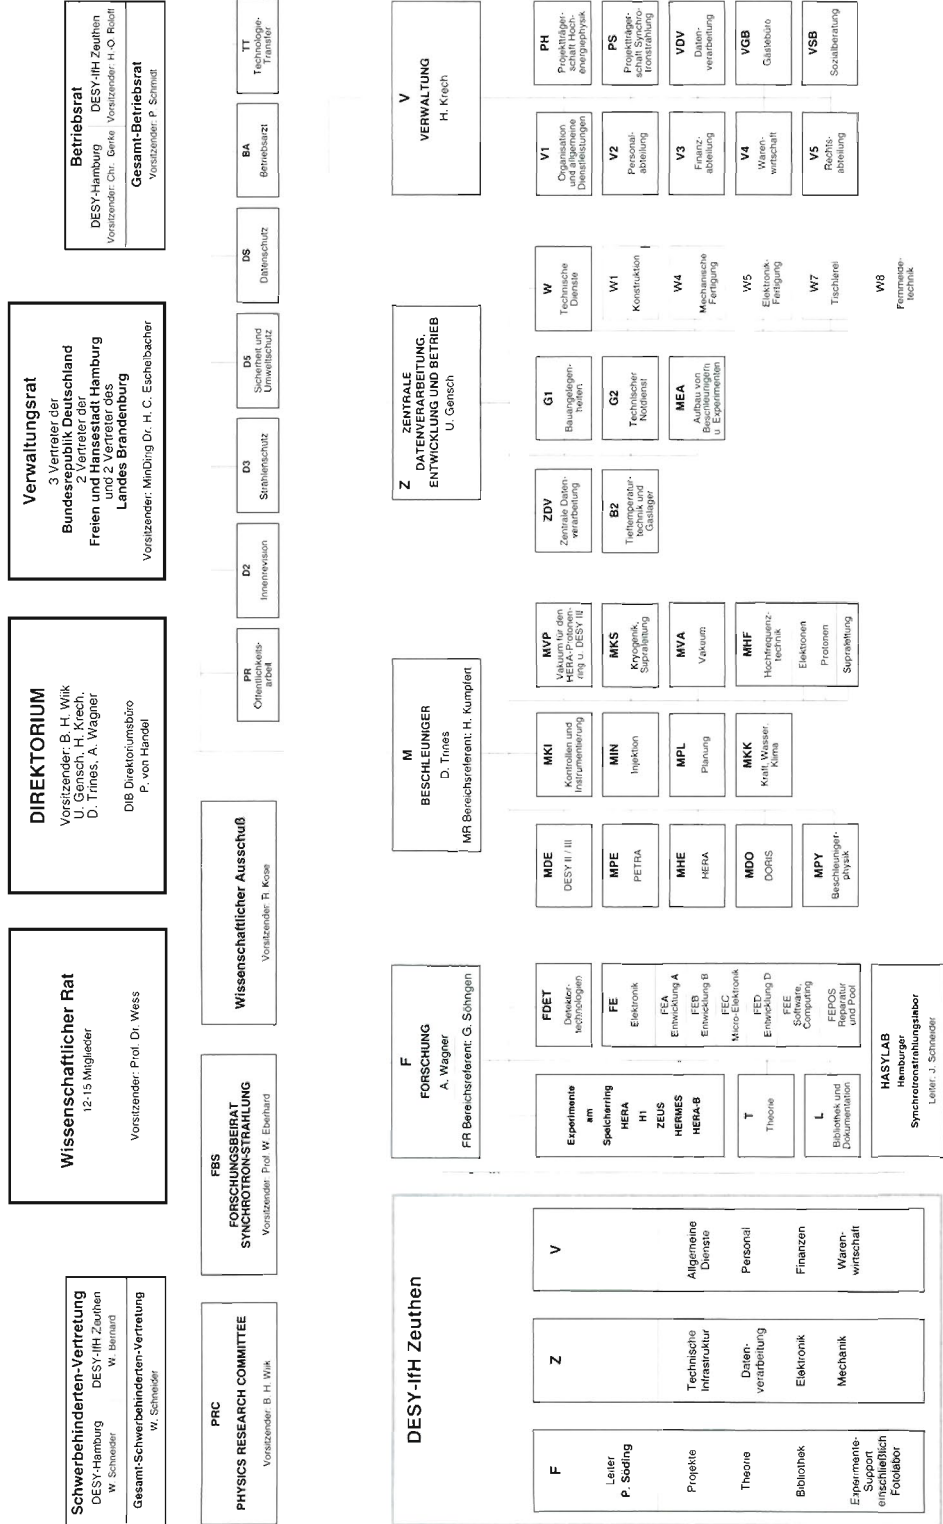 Schwerbehinderten-Vertretung
DESY-Hamburg DESY-IfH Zeuthen
W. Schneider W. Bernard
Gesamt-Schwerbehinderten-Vertretung
W. Schneider
Wissenschaftlicher Rat
12-15 Mitglieder
Vorsitzender: Prof. Dr. Wess
DIREKTORIUM
Vorsitzender: B. H. Wiik
U. Gensch, H. Krech,
D. Trines, A. Wagner
DIB Direktoriumsbüro
P. von Handel
Verwaltungsrat
3 Vertreter der
Bundesrepublik Deutschland
2 Vertreter der
Freien und Hansestadt Hamburg
und 2 Vertreter des
Landes Brandenburg
Vorsitzender: MinDirig Dr. H. C. Eschelbacher
Betriebsrat
DESY-Hamburg DESY-IfH Zeuthen
Vorsitzender: Chr. Gerke Vorsitzender: H.-O. Roloff
Gesamt-Betriebsrat
Vorsitzender: P. Schmidt
PRC
PHYSICS RESEARCH COMMITTEE
Vorsitzender: B. H. Wiik
FBS
FORSCHUNGSBEIRAT
SYNCHROTRON-STRAHLUNG
Vorsitzender: Prof. W. Eberhard
Wissenschaftlicher Ausschuß
Vorsitzender: R. Kose
PR
Öffentlichkeits-
arbeit
D2
Innenrevision
D3
Strahlenschutz
D5
Sicherheit und
Umweltschutz
DS
Datenschutz
BA
Betriebsarzt
TT
Technologie-
Transfer
DESY-IfH Zeuthen
F
Leiter
P. Söding
Projekte
Theorie
Bibliothek
Experimente-
Support
einschließlich
Fotolabor
Z
Technische
Infrastruktur
Daten-
verarbeitung
Elektronik
Mechanik
V
Allgemeine
Dienste
Personal
Finanzen
Waren-
wirtschaft
F
FORSCHUNG
A. Wagner
FR Bereichsreferent: G. Söhngen
Experimente
am
Speicherring
HERA
H1
ZEUS
HERMES
HERA-B
T
Theorie
L
Bibliothek und
Dokumentation
FDET
Detektor-
technologien
FE
Elektronik
FEA
Entwicklung A
FEB
Entwicklung B
FEC
Micro-Elektronik
FED
Entwicklung D
FEE
Software,
Computing
FEPOS
Reparatur
und Pool
HASYLAB
Hamburger
Synchrotronstrahlungslabor
Leiter: J. Schneider
M
BESCHLEUNIGER
D. Trines
MR Bereichsreferent: H. Kumpfert
MDE
DESY II / III
MPE
PETRA
MHE
HERA
MDO
DORIS
MPY
Beschleuniger-
physik
MKI
Kontrollen und
Instrumentierung
MIN
Injektion
MPL
Planung
MKK
Kraft, Wasser,
Klima
MVP
Vakuum für den
HERA-Protonen-
ring u. DESY III
MKS
Kryogenik,
Supraleitung
MVA
Vakuum
MHF
Hochfrequenz-
technik
Elektronen
Protonen
Supraleitung
Z
ZENTRALE
DATENVERARBEITUNG,
ENTWICKLUNG UND BETRIEB
U. Gensch
ZDV
Zentrale Daten-
verarbeitung
B2
Tieftemperatur-
technik und
Gaslager
G1
Bauangelegen-
heiten
G2
Technischer
Notdienst
MEA
Aufbau von
Beschleunigern
u. Experimenten
W
Technische
Dienste
W1
Konstruktion
W4
Mechanische
Fertigung
W5
Elektronik-
Fertigung
W7
Tischlerei
W8
Fernmelde-
technik
V
VERWALTUNG
H. Krech
V1
Organisation
und allgemeine
Dienstleistungen
V2
Personal-
abteilung
V3
Finanz-
abteilung
V4
Waren-
wirtschaft
V5
Rechts-
abteilung
PH
Projektträger-
schaft Hoch-
energiephysik
PS
Projektträger-
schaft Synchro-
tronstrahlung
VDV
Daten-
verarbeitung
VGB
Gästebüro
VSB
Sozialberatung